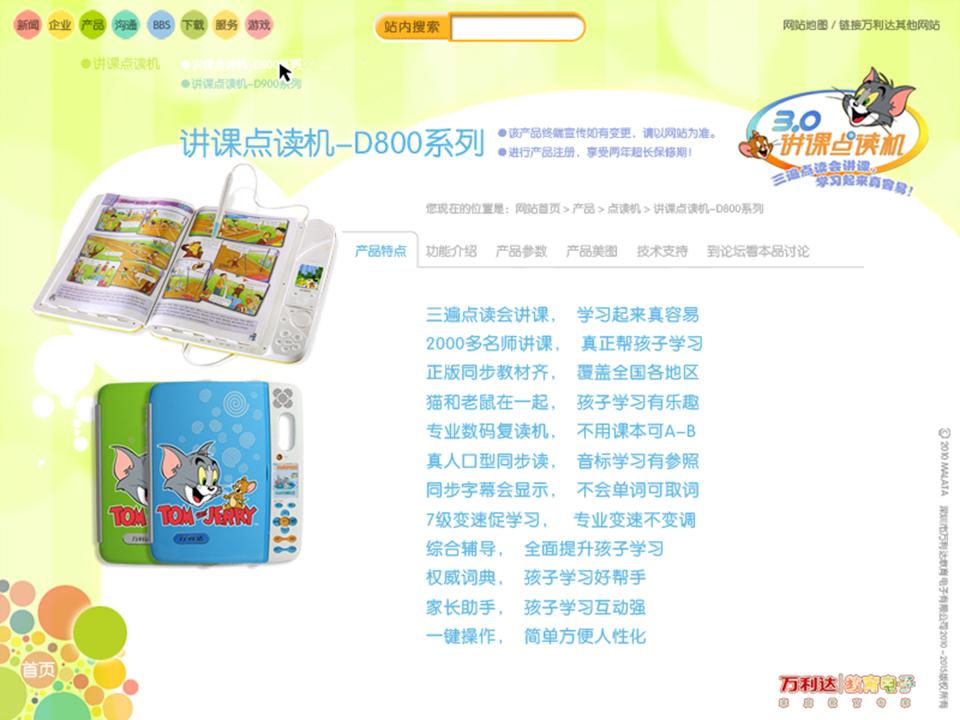 新闻 企业 产品 沟通 BBS 下载 服务 游戏
站内搜索
网站地图 / 链接万利达其他网站
讲课点读机
讲课点读机-D800系列
讲课点读机-D900系列
讲课点读机-D800系列
该产品终端宣传如有变更，请以网站为准。
进行产品注册，享受两年超长保修期！
3.0
讲课点读机
三遍点读会讲课，
学习起来真容易！
您现在的位置是：网站首页 > 产品 > 点读机 > 讲课点读机-D800系列
产品特点 功能介绍 产品参数 产品美图 技术支持 到论坛看本品讨论
三遍点读会讲课， 学习起来真容易
2000多名师讲课， 真正帮孩子学习
正版同步教材齐， 覆盖全国各地区
猫和老鼠在一起， 孩子学习有乐趣
专业数码复读机， 不用课本可A-B
真人口型同步读， 音标学习有参照
同步字幕会显示， 不会单词可取词
7级变速促学习， 专业变速不变调
综合辅导， 全面提升孩子学习
权威词典， 孩子学习好帮手
家长助手， 孩子学习互动强
一键操作， 简单方便人性化
TOM
TOM AND JERRY
万利达
首页
万利达 教育电子
家庭教育专家
© 2010 MALATA 深圳市万利达教育电子有限公司2010-2015版权所有